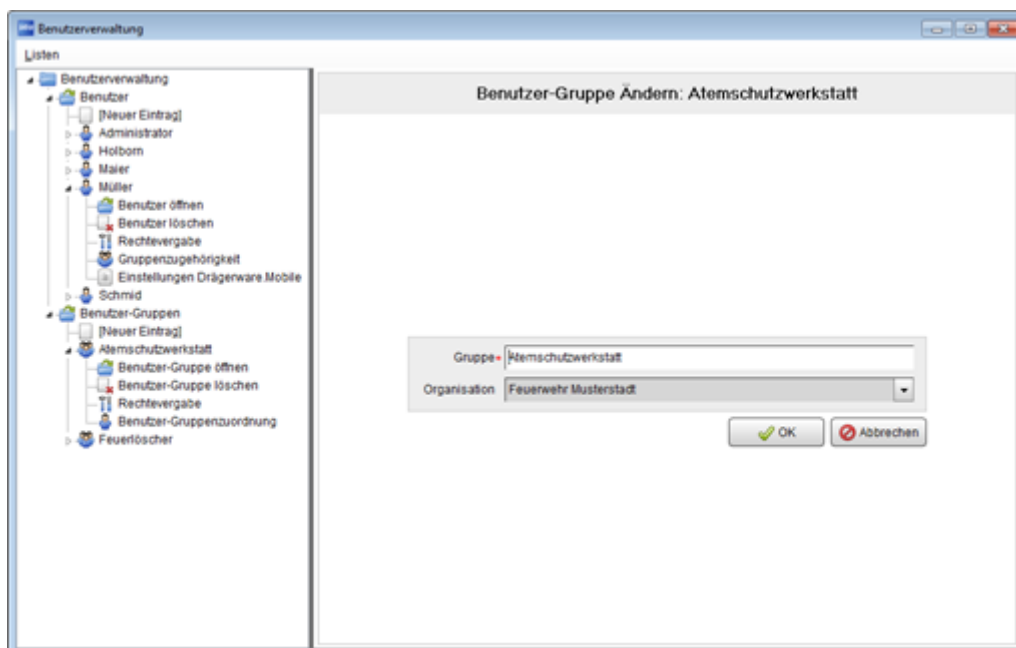 Benutzerverwaltung
Listen
Benutzerverwaltung
Benutzer
[Neuer Eintrag]
Administrator
Holborn
Maier
Müller
Benutzer öffnen
Benutzer löschen
Rechtevergabe
Gruppenzugehörigkeit
Einstellungen Drägerware.Mobile
Schmid
Benutzer-Gruppen
[Neuer Eintrag]
Atemschutzwerkstatt
Benutzer-Gruppe öffnen
Benutzer-Gruppe löschen
Rechtevergabe
Benutzer-Gruppenzuordnung
Feuerlöscher
Benutzer-Gruppe Ändern: Atemschutzwerkstatt
Gruppe* Atemschutzwerkstatt
Organisation Feuerwehr Musterstadt
OK Abbrechen